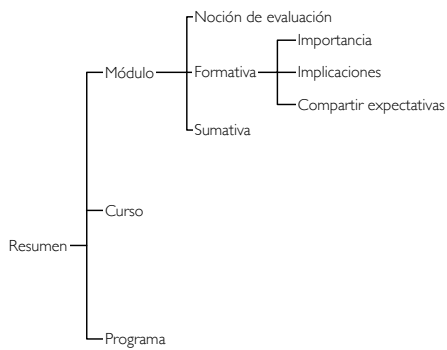 Noción de evaluación
Importancia
Módulo
Formativa
Implicaciones
Compartir expectativas
Sumativa
Curso
Resumen
Programa